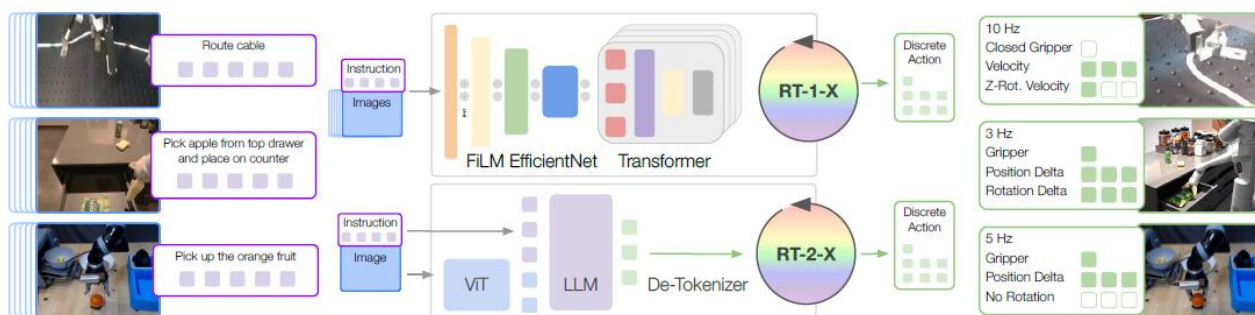 Route cable
Pick apple from top drawer
and place on counter
Pick up the orange fruit
Instruction
Images
FiLM EfficientNet
Transformer
RT-1-X
Discrete
Action
Instruction
Image
ViT
LLM
De-Tokenizer
RT-2-X
Discrete
Action
10 Hz
Closed Gripper
Velocity
Z-Rot. Velocity
3 Hz
Gripper
Position Delta
Rotation Delta
5 Hz
Gripper
Position Delta
No Rotation